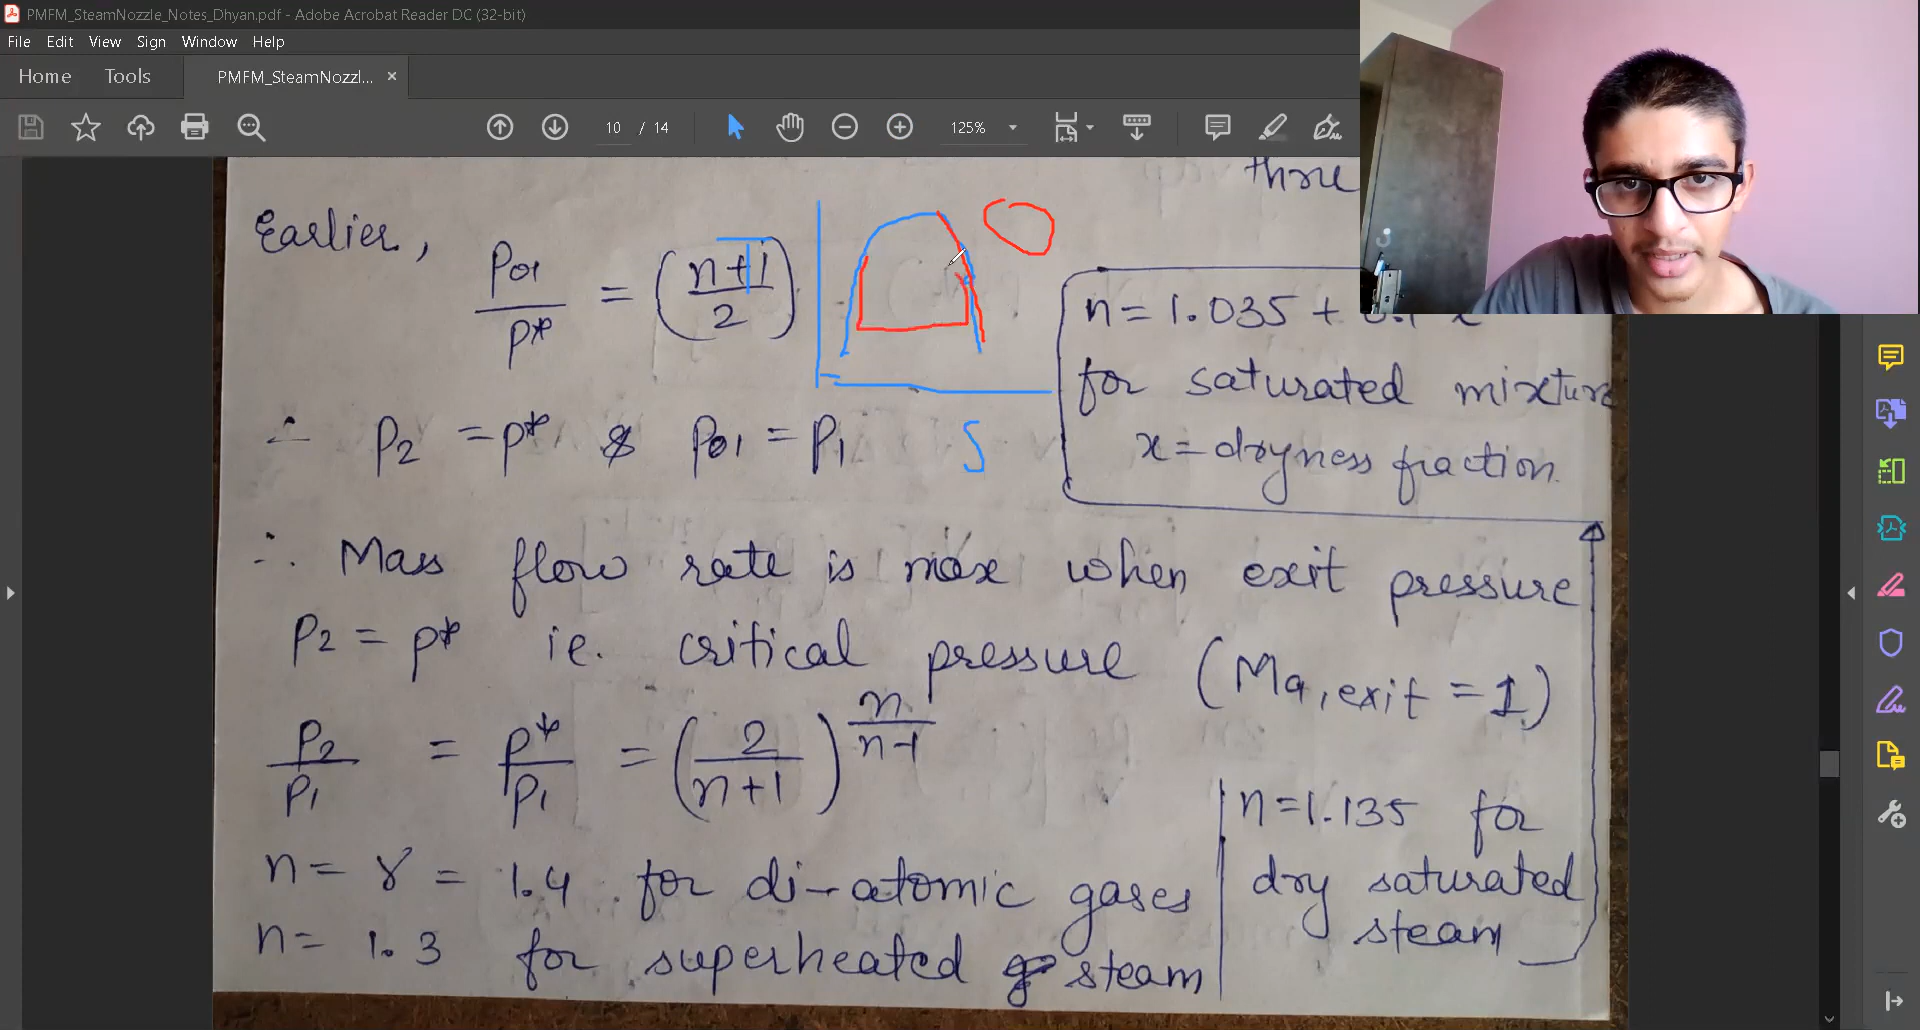 PMFM_SteamNozzle_Notes_Dhyan.pdf - Adobe Acrobat Reader DC (32-bit)
File Edit View Sign Window Help
Home Tools PMFM_SteamNozzl... ×
10 / 14 125%
Earlier,
P01 / P* = (n+1 / 2)
T
S
n = 1.035 +
for saturated mixture
x = dryness fraction
∴ P2 = P* & P01 = P1
∴ Mass flow rate is max when exit pressure
P2 = P* ie. critical pressure (Ma, exit = 1)
P2 / P1 = P* / P1 = (2 / n+1)^(n / n-1)
n = γ = 1.4 for di-atomic gases
n = 1.3 for superheated steam
n = 1.135 for
dry saturated
steam